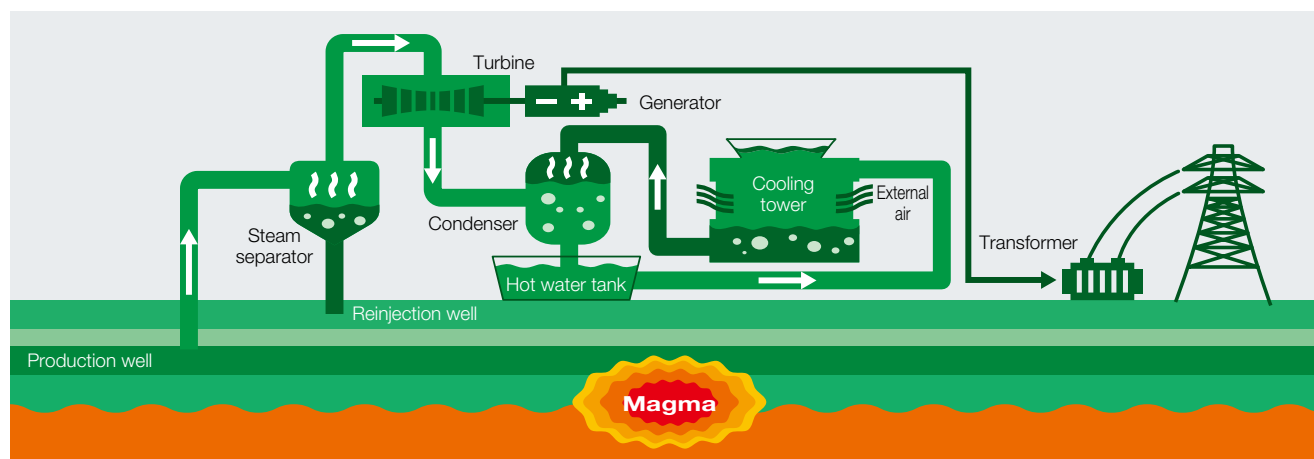 Turbine
Generator
Cooling
tower
External
air
Condenser
Steam
separator
Transformer
Hot water tank
Reinjection well
Production well
Magma